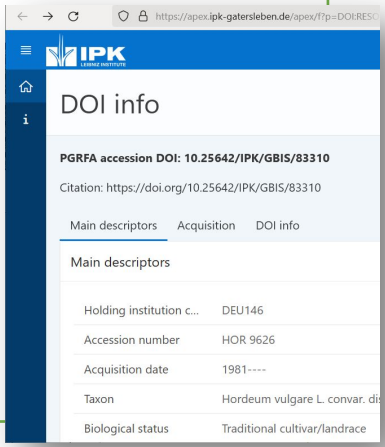 https://apex.ipk-gatersleben.de/apex/f?p=DOI:RESO
IPK
LEIBNIZ INSTITUTE
DOI info
PGRFA accession DOI: 10.25642/IPK/GBIS/83310
Citation: https://doi.org/10.25642/IPK/GBIS/83310
Main descriptors Acquisition DOI info
Main descriptors
Holding institution c... DEU146
Accession number HOR 9626
Acquisition date 1981----
Taxon Hordeum vulgare L. convar. dis
Biological status Traditional cultivar/landrace